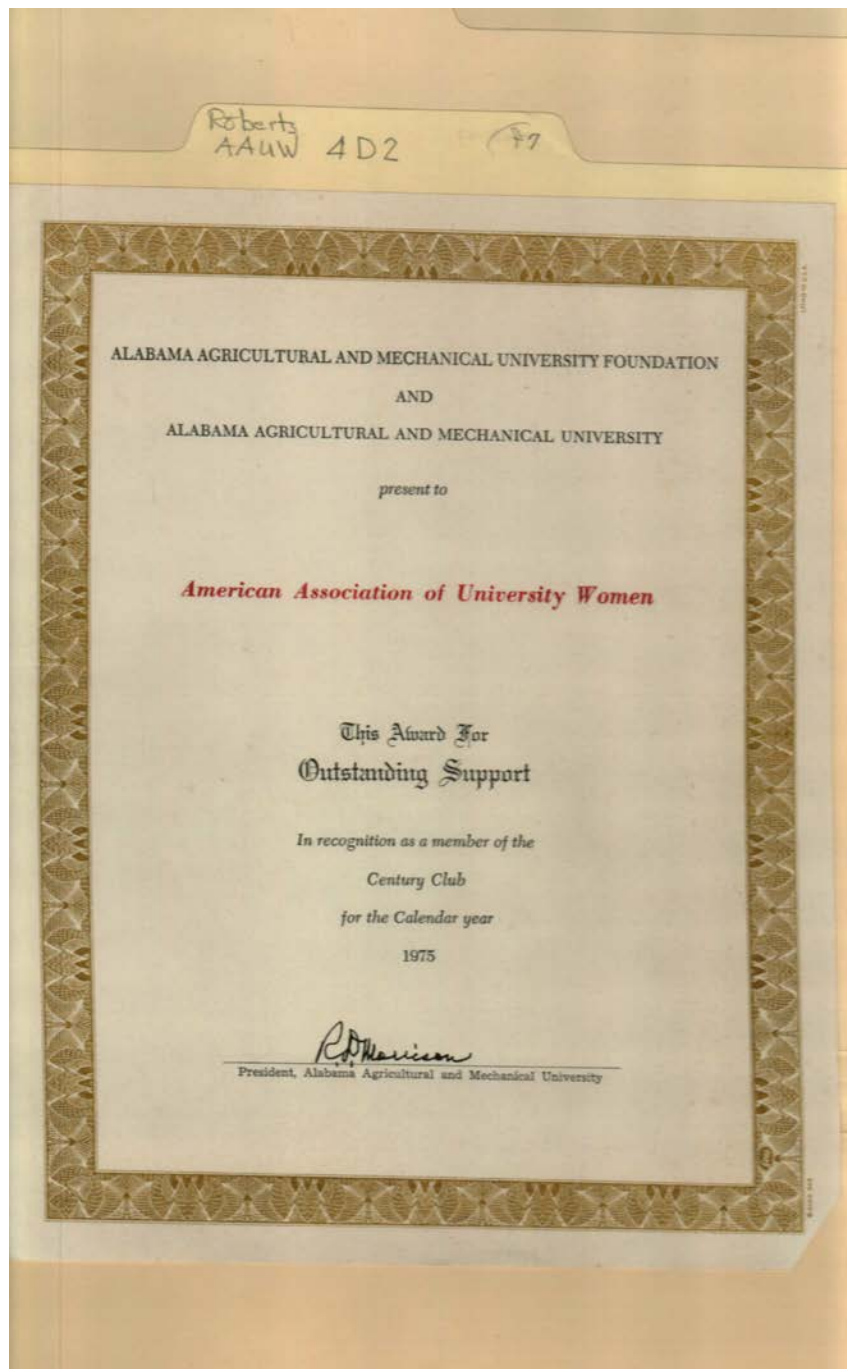 Roberts
AAUW 4D2
ALABAMA AGRICULTURAL AND MECHANICAL UNIVERSITY FOUNDATION
AND
ALABAMA AGRICULTURAL AND MECHANICAL UNIVERSITY
present to
American Association of University Women
This Award For
Outstanding Support
In recognition as a member of the
Century Club
for the Calendar year
1975
R.D. Morrison
President, Alabama Agricultural and Mechanical University